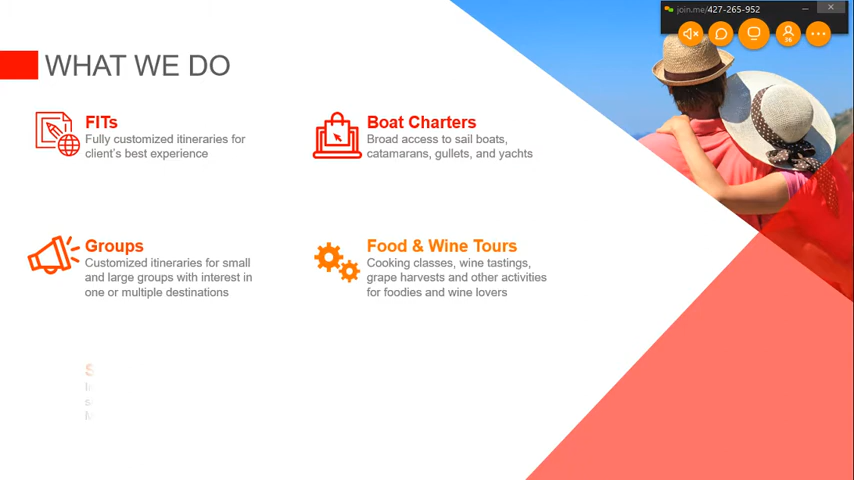 join.me/427-265-952
36
WHAT WE DO
FITs
Fully customized itineraries for
client's best experience
Boat Charters
Broad access to sail boats,
catamarans, gullets, and yachts
Groups
Customized itineraries for small
and large groups with interest in
one or multiple destinations
Food & Wine Tours
Cooking classes, wine tastings,
grape harvests and other activities
for foodies and wine lovers